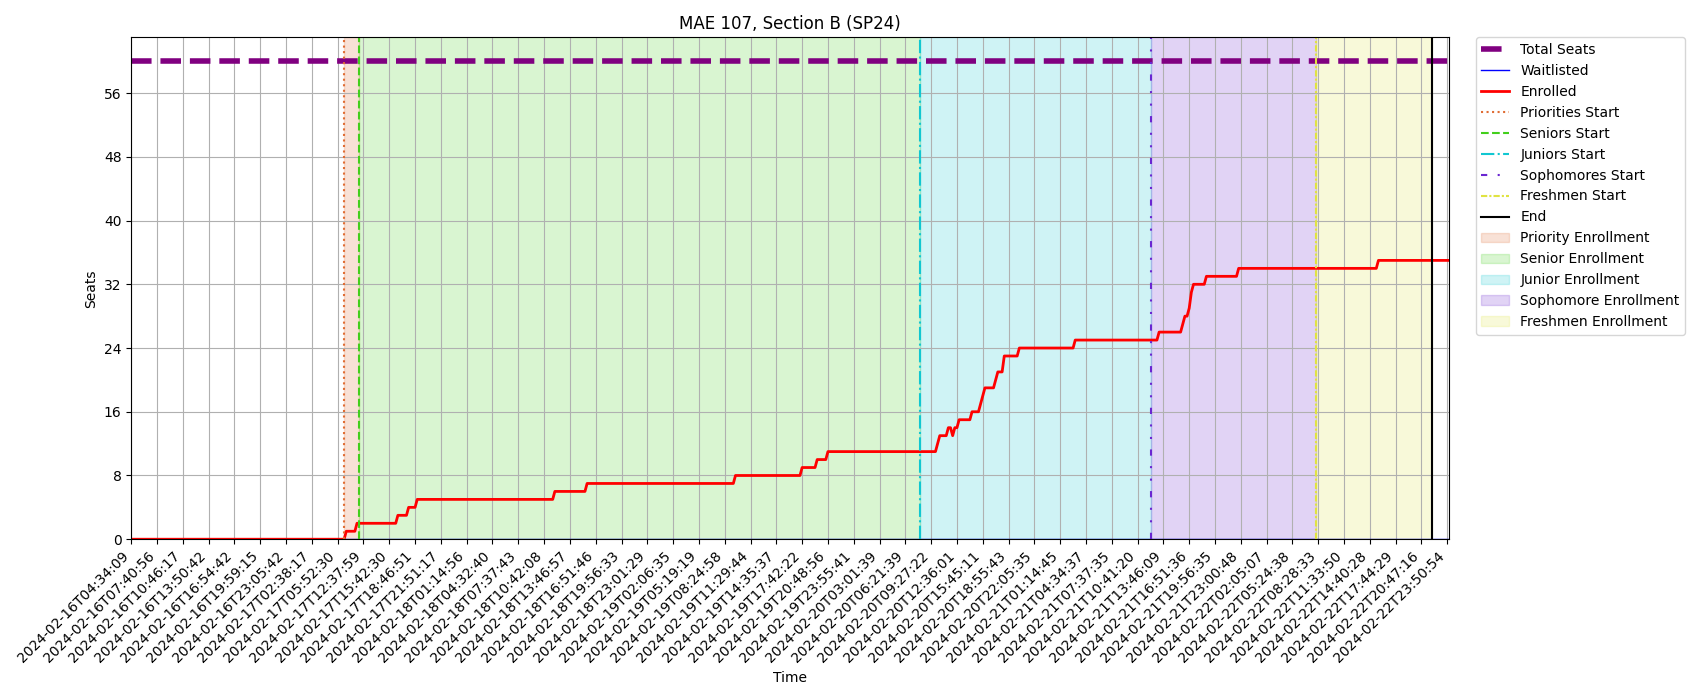 MAE 107, Section B (SP24)
Seats
56
48
40
32
24
16
8
0
2024-02-16T04:34:09
2024-02-16T07:40:56
2024-02-16T10:46:17
2024-02-16T13:50:42
2024-02-16T16:54:42
2024-02-16T19:59:15
2024-02-16T23:05:42
2024-02-17T02:38:17
2024-02-17T05:52:30
2024-02-17T12:37:59
2024-02-17T15:42:30
2024-02-17T18:46:51
2024-02-17T21:51:17
2024-02-18T01:14:56
2024-02-18T04:32:40
2024-02-18T07:37:43
2024-02-18T10:42:08
2024-02-18T13:46:57
2024-02-18T16:51:46
2024-02-18T19:56:33
2024-02-18T23:01:29
2024-02-19T02:06:35
2024-02-19T05:19:19
2024-02-19T08:24:58
2024-02-19T11:29:44
2024-02-19T14:35:37
2024-02-19T17:42:22
2024-02-19T20:48:56
2024-02-19T23:55:41
2024-02-20T03:01:39
2024-02-20T06:21:39
2024-02-20T09:27:22
2024-02-20T12:36:01
2024-02-20T15:45:11
2024-02-20T18:55:43
2024-02-20T22:05:35
2024-02-21T01:14:45
2024-02-21T04:34:37
2024-02-21T07:37:35
2024-02-21T10:41:20
2024-02-21T13:46:09
2024-02-21T16:51:36
2024-02-21T19:56:35
2024-02-21T23:00:48
2024-02-22T02:05:07
2024-02-22T05:24:38
2024-02-22T08:28:33
2024-02-22T11:33:50
2024-02-22T14:40:28
2024-02-22T17:44:29
2024-02-22T20:47:16
2024-02-22T23:50:54
Time
Total Seats
Waitlisted
Enrolled
Priorities Start
Seniors Start
Juniors Start
Sophomores Start
Freshmen Start
End
Priority Enrollment
Senior Enrollment
Junior Enrollment
Sophomore Enrollment
Freshmen Enrollment